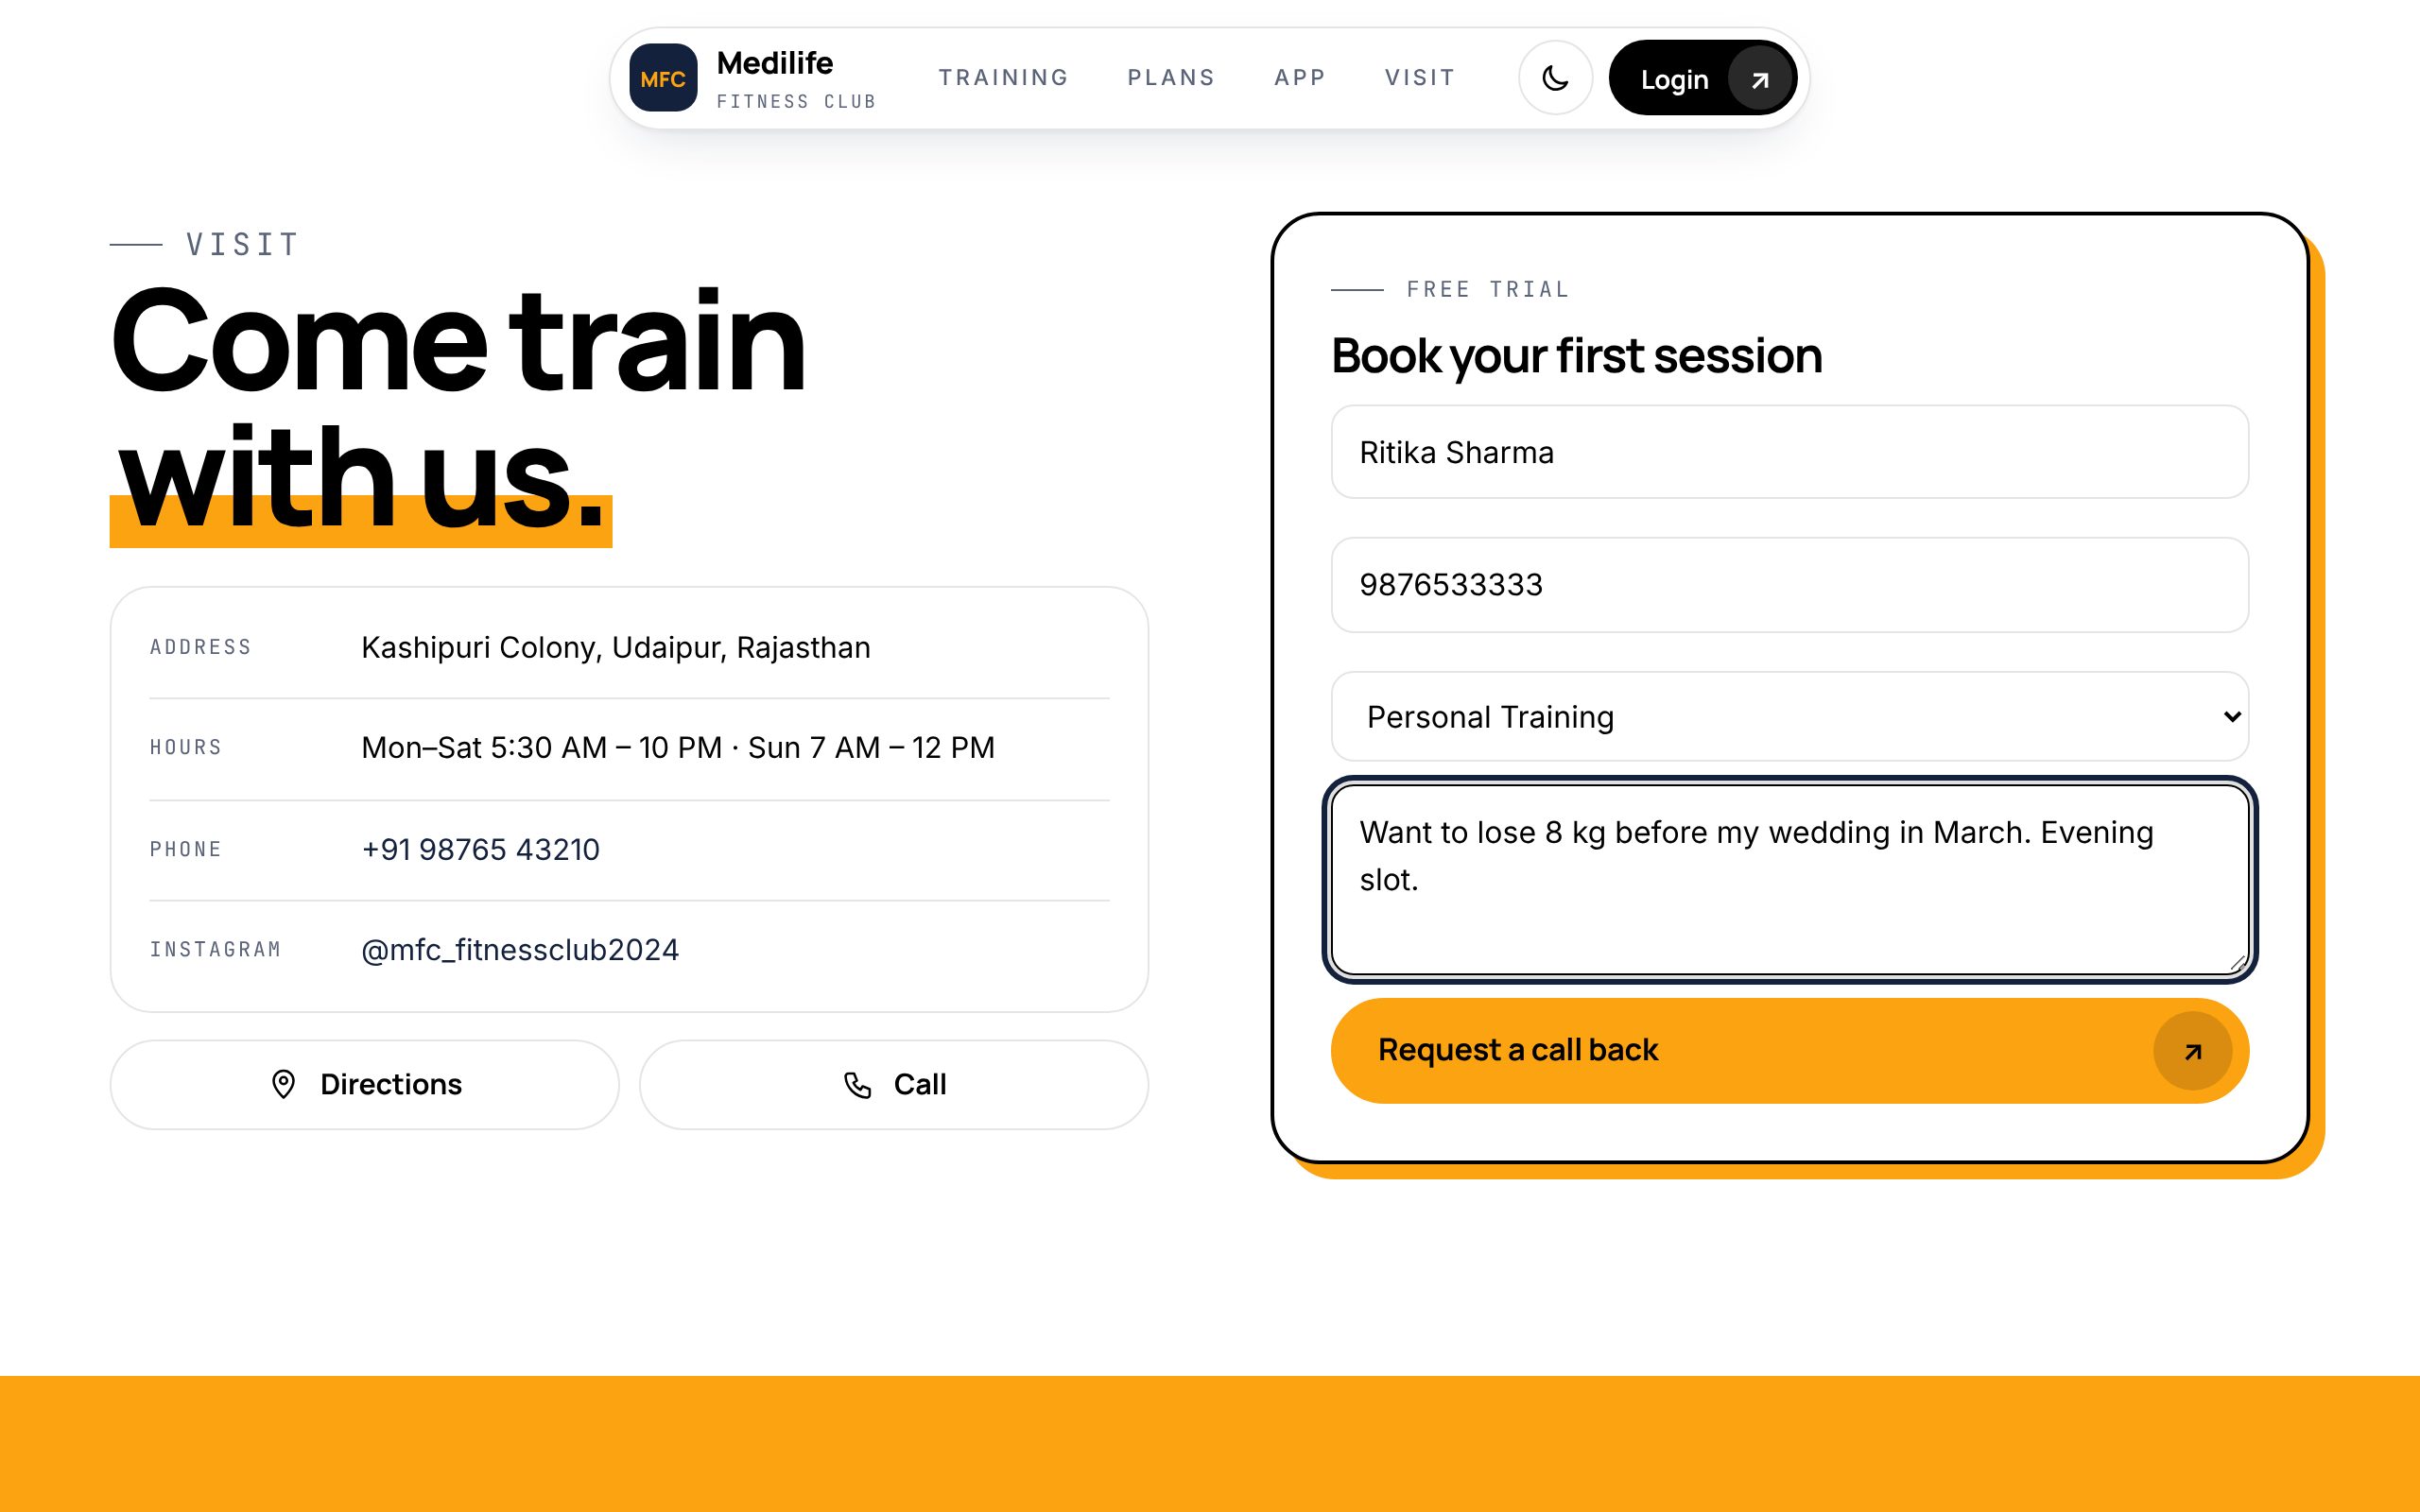 MFC
Medilife
FITNESS CLUB
TRAINING
PLANS
APP
VISIT
Login
VISIT
Come train
with us.
ADDRESS Kashipuri Colony, Udaipur, Rajasthan
HOURS Mon–Sat 5:30 AM – 10 PM · Sun 7 AM – 12 PM
PHONE +91 98765 43210
INSTAGRAM @mfc_fitnessclub2024
Directions
Call
FREE TRIAL
Book your first session
Ritika Sharma
9876533333
Personal Training
Want to lose 8 kg before my wedding in March. Evening
slot.
Request a call back